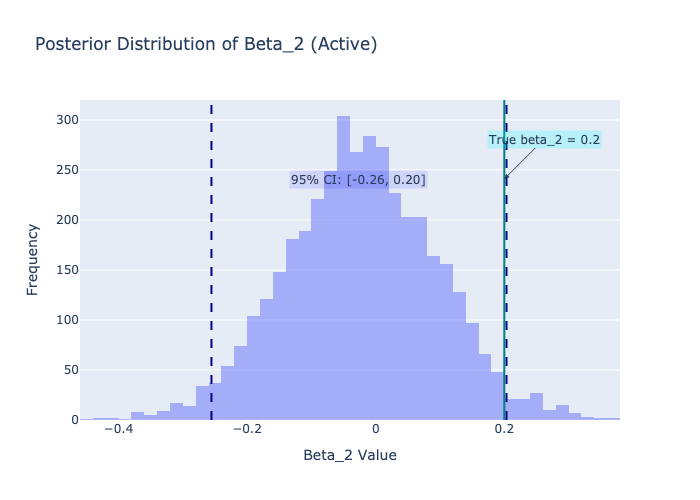 Posterior Distribution of Beta_2 (Active)
300
True beta_2 = 0.2
250
95% CI: [-0.26, 0.20]
200
Frequency
150
100
50
0
−0.4
−0.2
0
0.2
Beta_2 Value